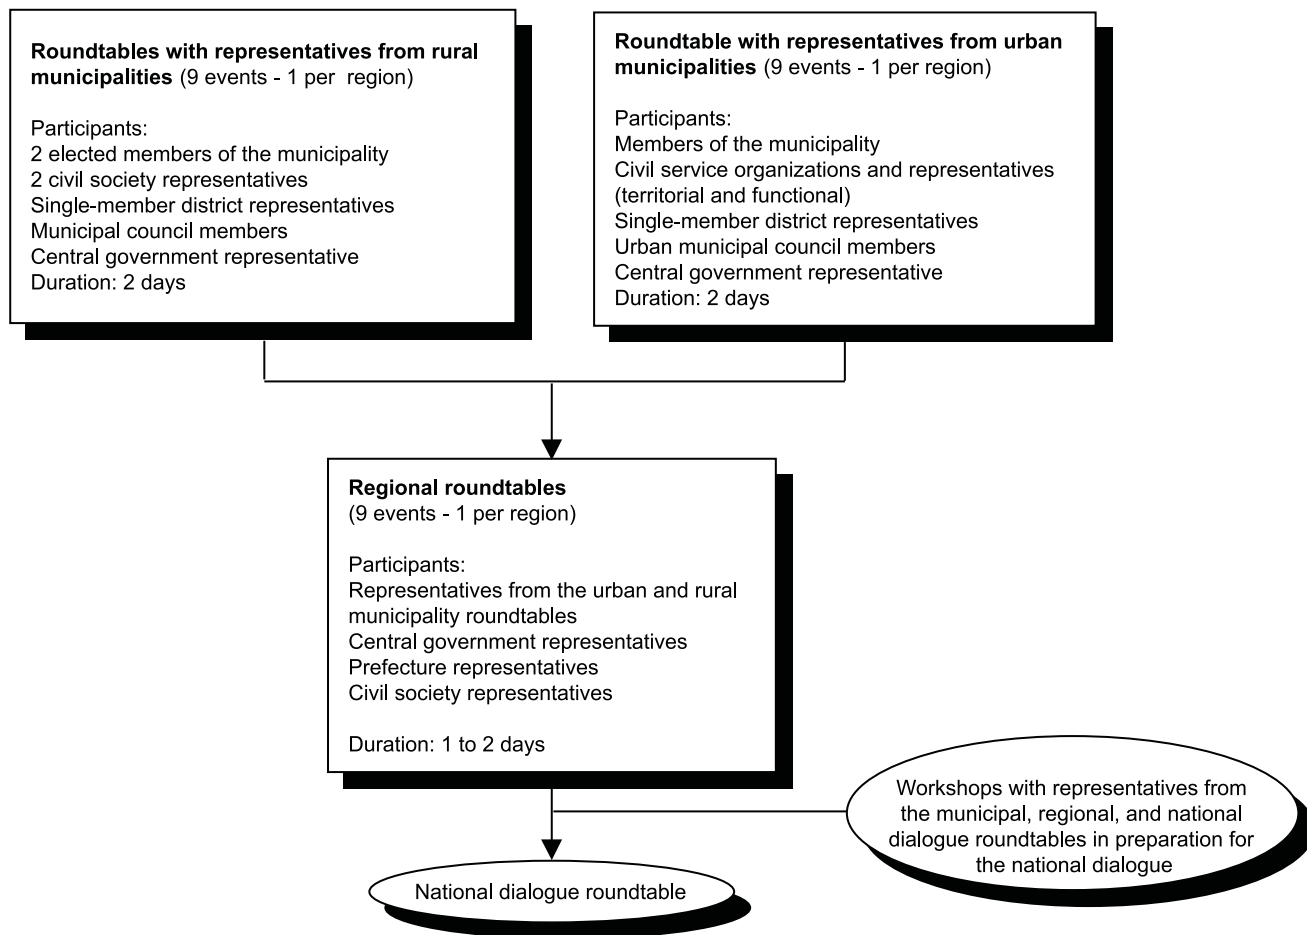 Roundtables with representatives from rural
municipalities (9 events - 1 per region)
Participants:
2 elected members of the municipality
2 civil society representatives
Single-member district representatives
Municipal council members
Central government representative
Duration: 2 days
Roundtable with representatives from urban
municipalities (9 events - 1 per region)
Participants:
Members of the municipality
Civil service organizations and representatives
(territorial and functional)
Single-member district representatives
Urban municipal council members
Central government representative
Duration: 2 days
Regional roundtables
(9 events - 1 per region)
Participants:
Representatives from the urban and rural
municipality roundtables
Central government representatives
Prefecture representatives
Civil society representatives
Duration: 1 to 2 days
Workshops with representatives from
the municipal, regional, and national
dialogue roundtables in preparation for
the national dialogue
National dialogue roundtable